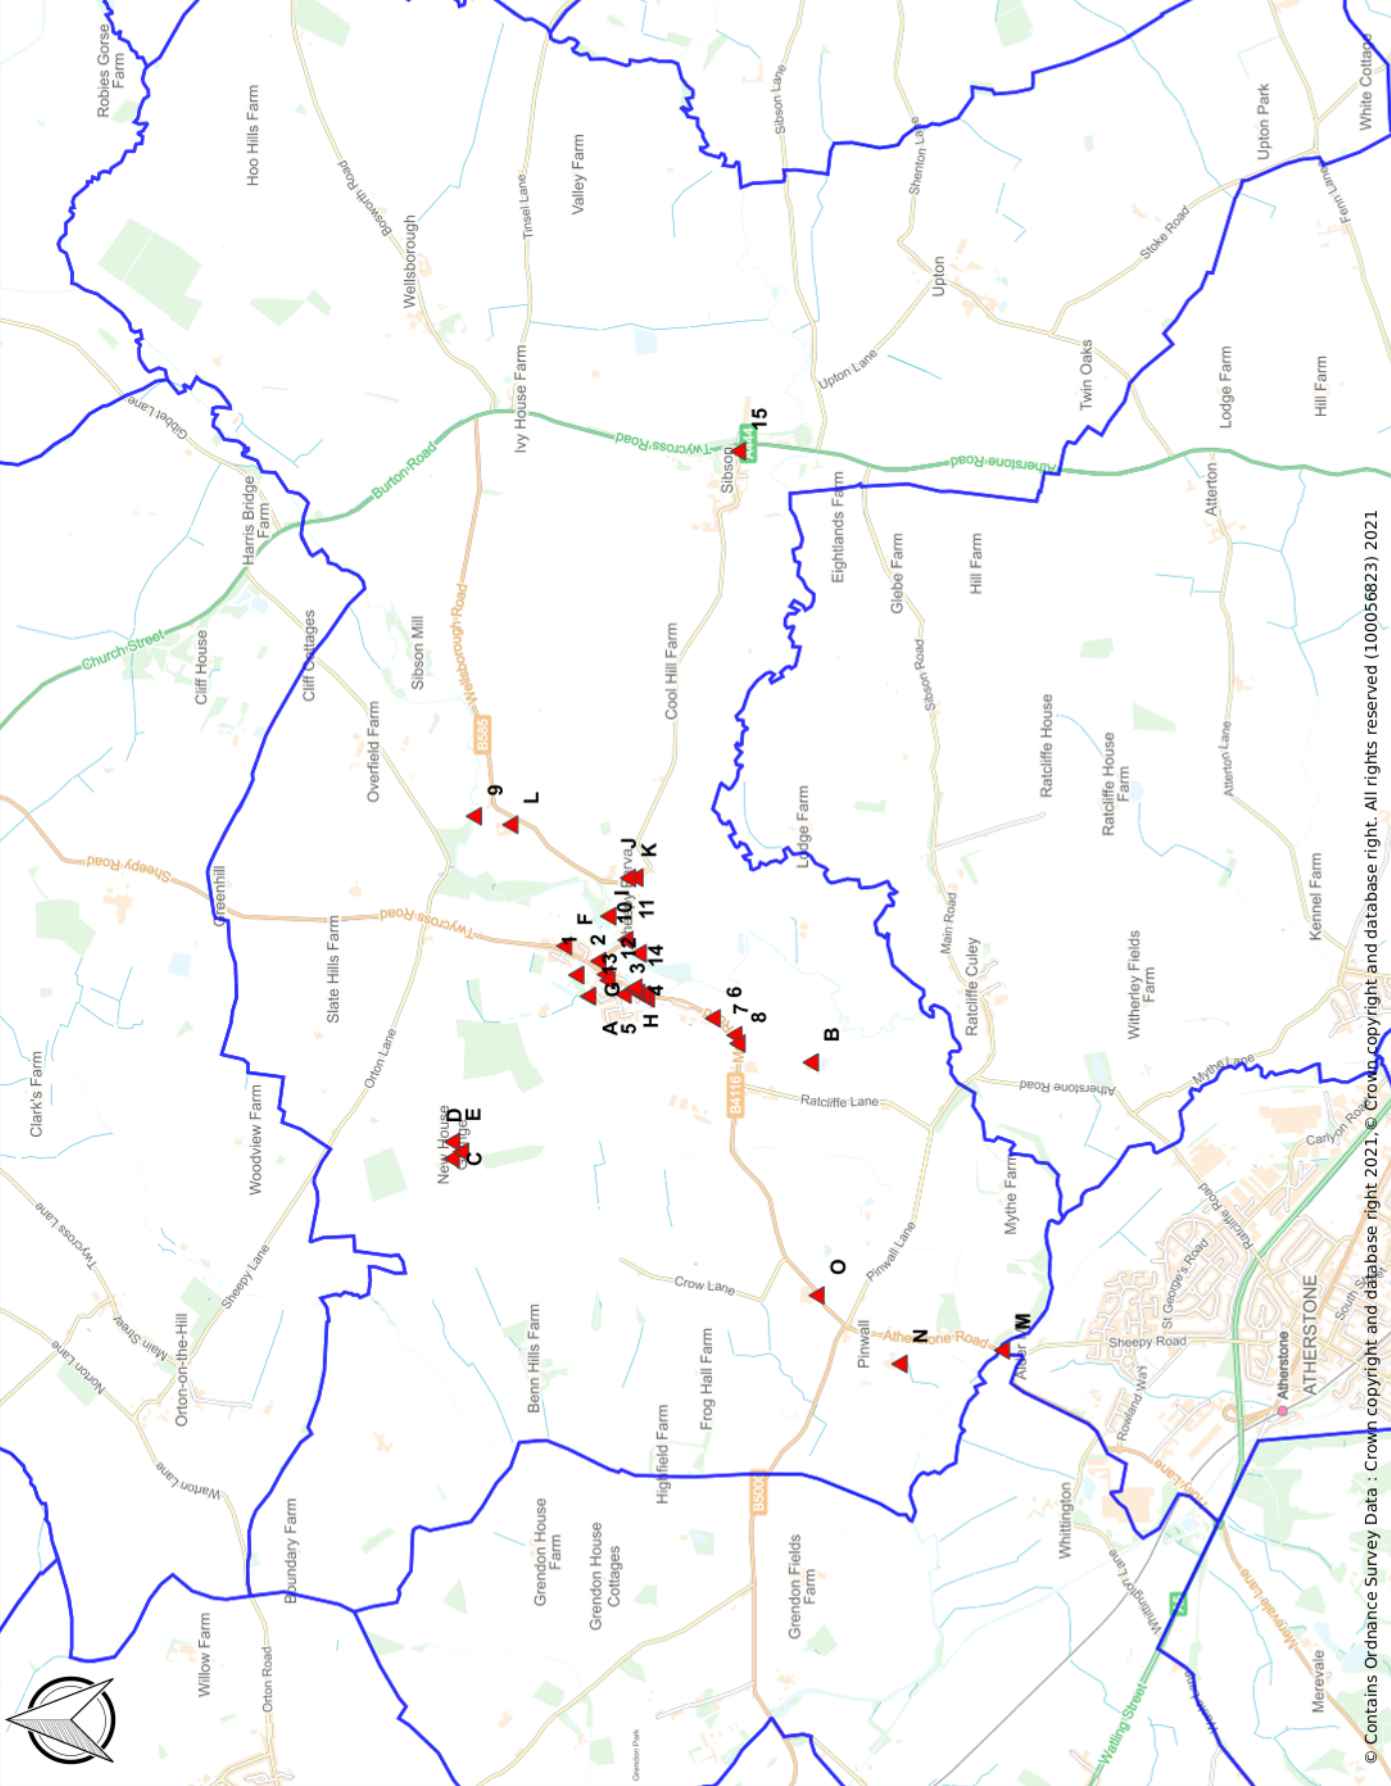 Robies Gorse
Farm
Hoo Hills Farm
Bosworth Road
Wellsborough
Tinsel Lane
Valley Farm
Sibson Lane
Shenton Lane
Upton Park
White Cottage
Fenn Lane
Stoke Road
Upton
Upton Lane
Twin Oaks
Lodge Farm
Hill Farm
Gibbet Lane
Burton Road
Ivy House Farm
Twycross Road
Sibson
15
Atherstone Road
Atterton
Harris Bridge
Farm
Church Street
Cliff House
Cliff Cottages
Sibson Mill
Overfield Farm
Wellsborough Road
B585
Cool Hill Farm
Eightlands Farm
Glebe Farm
Hill Farm
Sibson Road
Ratcliffe House
Ratcliffe House
Farm
Atterton Lane
Kennel Farm
Lodge Farm
Main Road
Ratcliffe Culey
Witherley Fields
Farm
Sheepy Road
Greenhill
Twycross Road
Slate Hills Farm
Orton Lane
Clark's Farm
Woodview Farm
9
L
J
K
I
10
11
F
1
2
12
13
14
3
4
G
A
5
H
6
7
8
B
New House
D
E
C
B4116
Ratcliffe Lane
Atherstone Road
Mythe Lane
Mythe Farm
Carlyon Road
Ratcliffe Road
St George's Road
Sheepy Road
Rowland Way
ATHERSTONE
Atherstone
Twycross Lane
Main Street
Norton Lane
Sheepy Lane
Orton-on-the-Hill
Warton Lane
Crow Lane
Pinwall Lane
O
N
M
Pinwall
Atherstone Road
Benn Hills Farm
Frog Hall Farm
Highfield Farm
Boundary Farm
Willow Farm
Orton Road
Grendon House
Farm
Grendon House
Cottages
Grendon Fields
Farm
Grendon Park
Whittington
Whittington Lane
Holly Lane
A5
Watling Street
Merevale Lane
Merevale
© Contains Ordnance Survey Data : Crown copyright and database right 2021, © Crown copyright and database right. All rights reserved (100056823) 2021